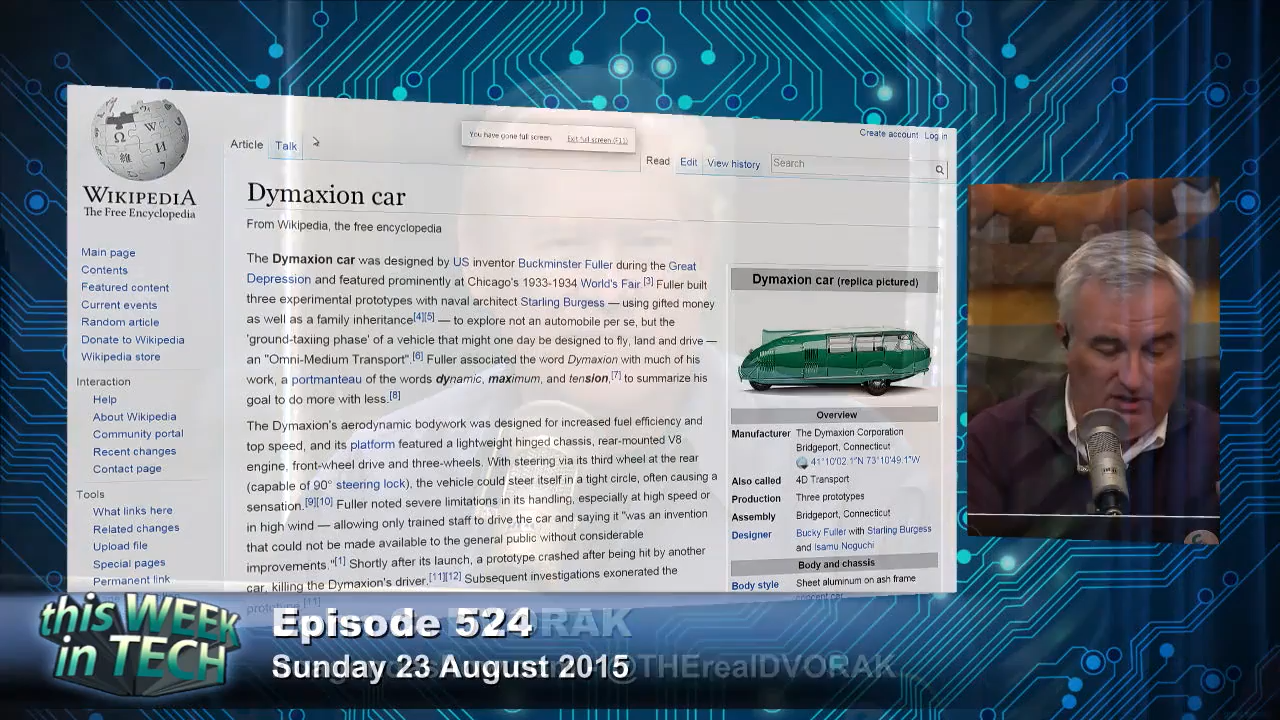 WIKIPEDIA
The Free Encyclopedia
Main page
Contents
Featured content
Current events
Random article
Donate to Wikipedia
Wikipedia store
Interaction
Help
About Wikipedia
Community portal
Recent changes
Contact page
Tools
What links here
Related changes
Upload file
Special pages
Permanent link
You have gone full screen. Exit full screen (F11)
Create account Log in
Article Talk
Read Edit View history Search
Dymaxion car
From Wikipedia, the free encyclopedia
The Dymaxion car was designed by US inventor Buckminster Fuller during the Great
Depression and featured prominently at Chicago's 1933-1934 World's Fair.[3] Fuller built
three experimental prototypes with naval architect Starling Burgess — using gifted money
as well as a family inheritance[4][5] — to explore not an automobile per se, but the
'ground-taxiing phase' of a vehicle that might one day be designed to fly, land and drive —
an "Omni-Medium Transport".[6] Fuller associated the word Dymaxion with much of his
work, a portmanteau of the words dynamic, maximum, and tension,[7] to summarize his
goal to do more with less.[8]
The Dymaxion's aerodynamic bodywork was designed for increased fuel efficiency and
top speed, and its platform featured a lightweight hinged chassis, rear-mounted V8
engine, front-wheel drive and three-wheels. With steering via its third wheel at the rear
(capable of 90° steering lock), the vehicle could steer itself in a tight circle, often causing a
sensation.[9][10] Fuller noted severe limitations in its handling, especially at high speed or
in high wind — allowing only trained staff to drive the car and saying it "was an invention
that could not be made available to the general public without considerable
improvements."[1] Shortly after its launch, a prototype crashed after being hit by another
car, killing the Dymaxion's driver.[11][12] Subsequent investigations exonerated the
prototype.[11]
Dymaxion car (replica pictured)
Overview
Manufacturer The Dymaxion Corporation
Bridgeport, Connecticut
41°10′02.1″N 73°10′49.1″W
Also called 4D Transport
Production Three prototypes
Assembly Bridgeport, Connecticut
Designer Bucky Fuller with Starling Burgess
and Isamu Noguchi
Body and chassis
Body style Sheet aluminum on ash frame
concept car
this WEEK
in TECH
Episode 524
DVORAK
Sunday 23 August 2015
@THErealDVORAK